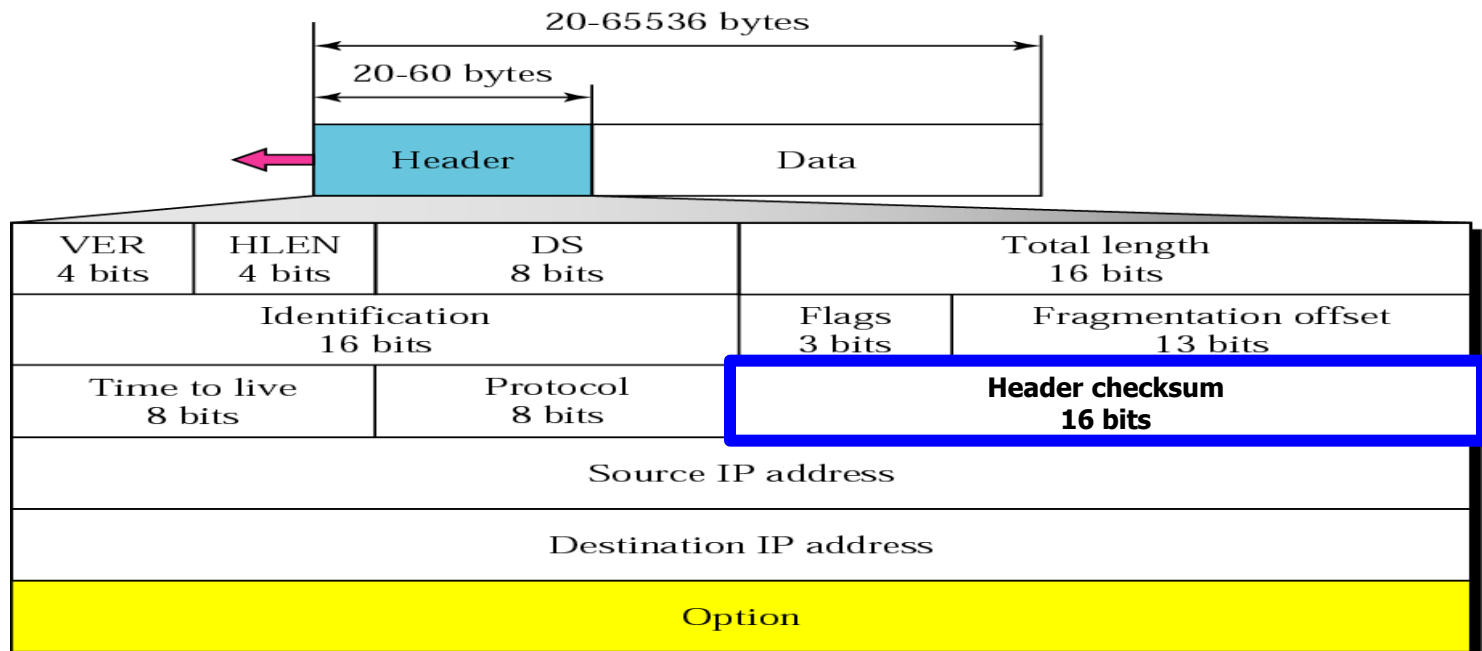 20-65536 bytes
20-60 bytes
Header
Data
VER
4 bits
HLEN
4 bits
DS
8 bits
Total length
16 bits
Identification
16 bits
Flags
3 bits
Fragmentation offset
13 bits
Time to live
8 bits
Protocol
8 bits
Header checksum
16 bits
Source IP address
Destination IP address
Option